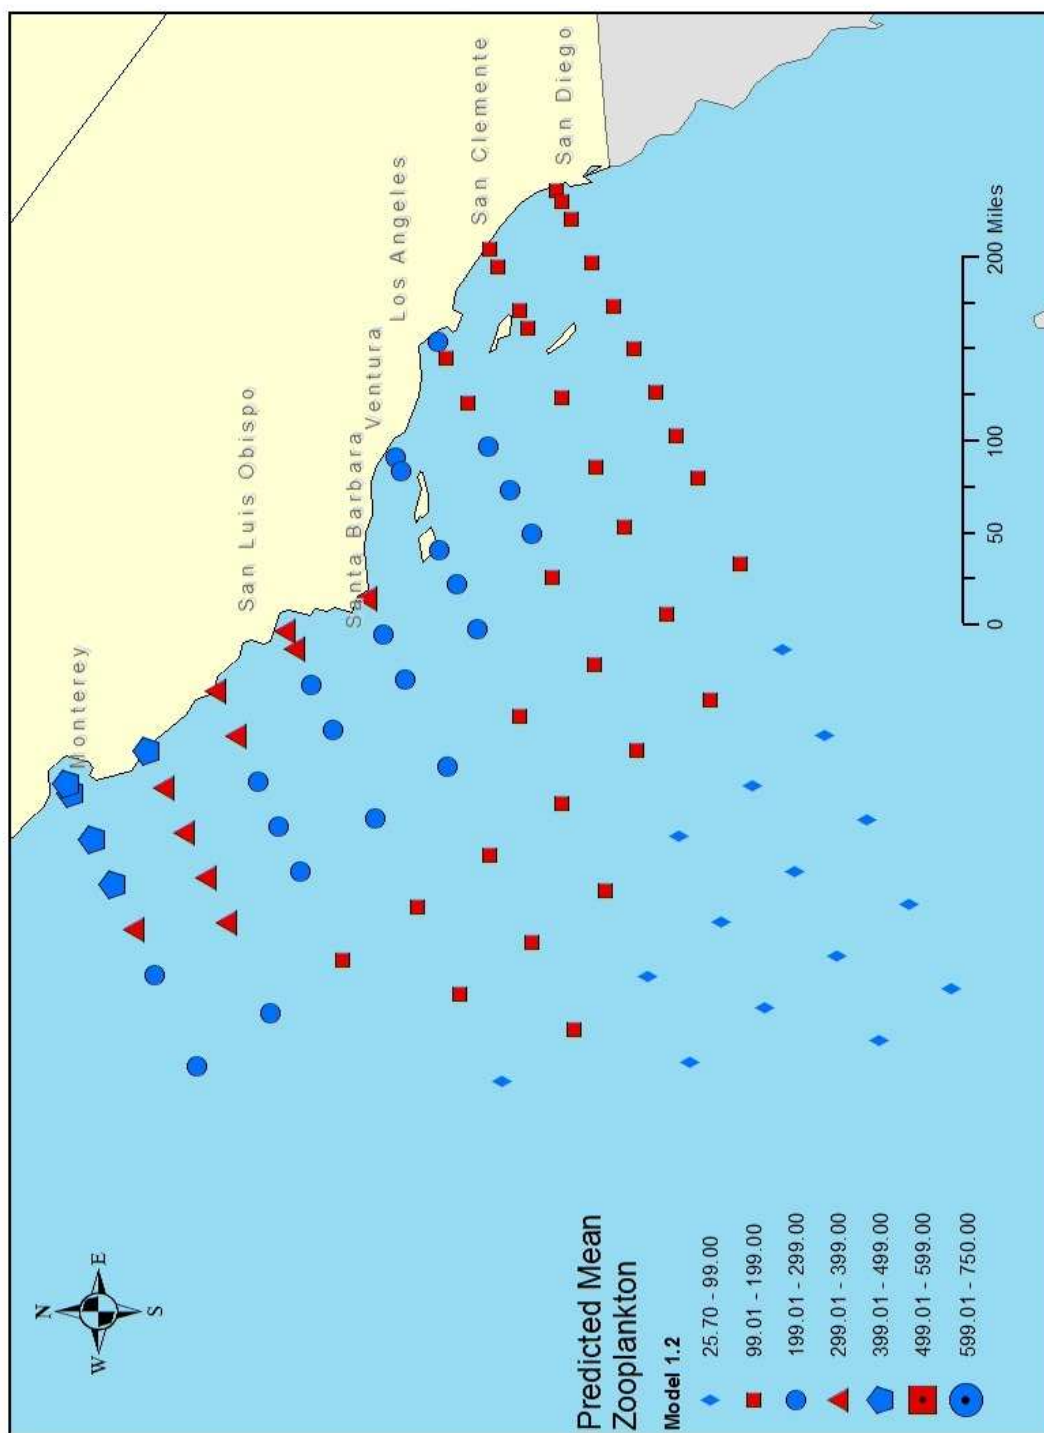 Monterey
San Luis Obispo
Santa Barbara
Ventura
Los Angeles
San Clemente
San Diego
N
W
E
S
Predicted Mean
Zooplankton
Model 1.2
25.70 - 99.00
99.01 - 199.00
199.01 - 299.00
299.01 - 399.00
399.01 - 499.00
499.01 - 599.00
599.01 - 750.00
0 50 100 200 Miles